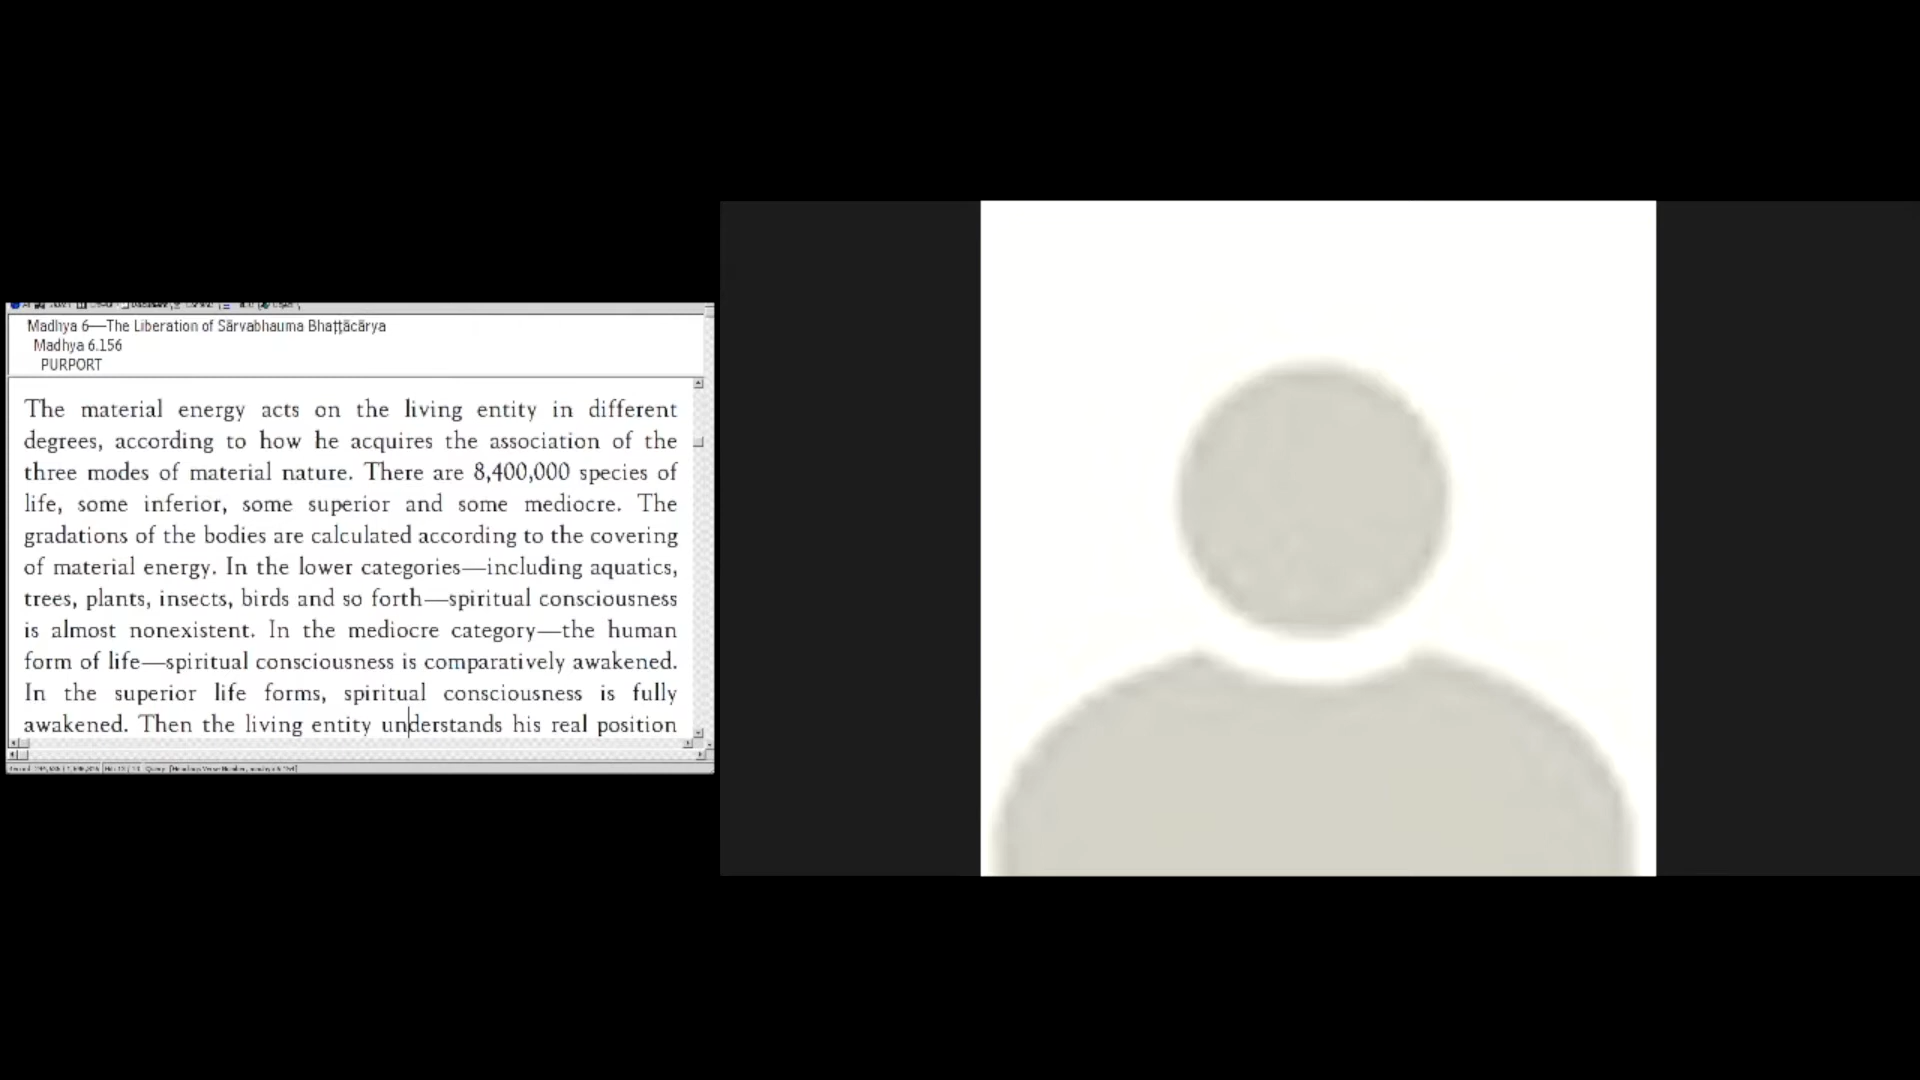 Madhya 6—The Liberation of Sārvabhauma Bhaṭṭācārya
Madhya 6.156
PURPORT
The material energy acts on the living entity in different
degrees, according to how he acquires the association of the
three modes of material nature. There are 8,400,000 species of
life, some inferior, some superior and some mediocre. The
gradations of the bodies are calculated according to the covering
of material energy. In the lower categories—including aquatics,
trees, plants, insects, birds and so forth—spiritual consciousness
is almost nonexistent. In the mediocre category—the human
form of life—spiritual consciousness is comparatively awakened.
In the superior life forms, spiritual consciousness is fully
awakened. Then the living entity understands his real position